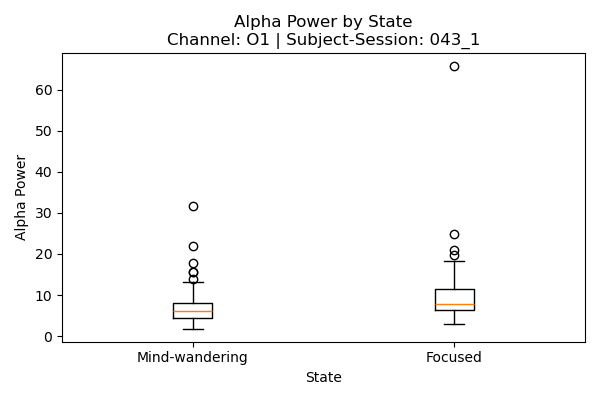 Alpha Power by State
Channel: O1 | Subject-Session: 043_1
60
50
40
30
20
10
0
Alpha Power
Mind-wandering
Focused
State